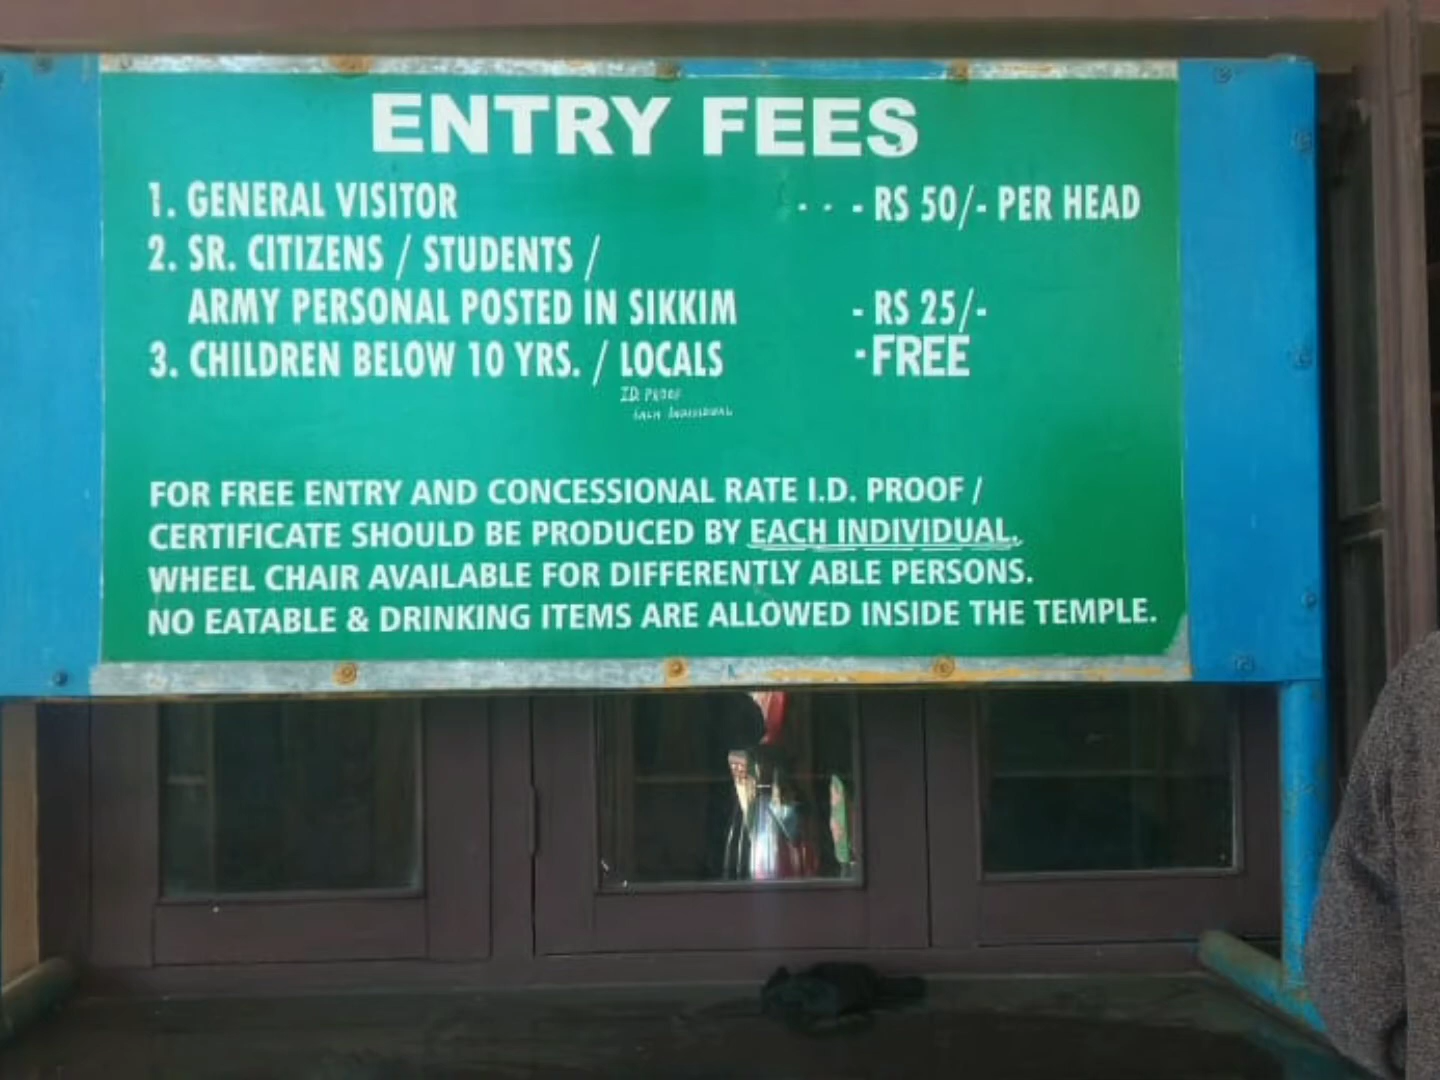 ENTRY FEES
1. GENERAL VISITOR - - - RS 50/- PER HEAD
2. SR. CITIZENS / STUDENTS /
ARMY PERSONAL POSTED IN SIKKIM - RS 25/-
3. CHILDREN BELOW 10 YRS. / LOCALS - FREE
I.D. PROOF
EACH INDIVIDUAL
FOR FREE ENTRY AND CONCESSIONAL RATE I.D. PROOF /
CERTIFICATE SHOULD BE PRODUCED BY EACH INDIVIDUAL.
WHEEL CHAIR AVAILABLE FOR DIFFERENTLY ABLE PERSONS.
NO EATABLE & DRINKING ITEMS ARE ALLOWED INSIDE THE TEMPLE.